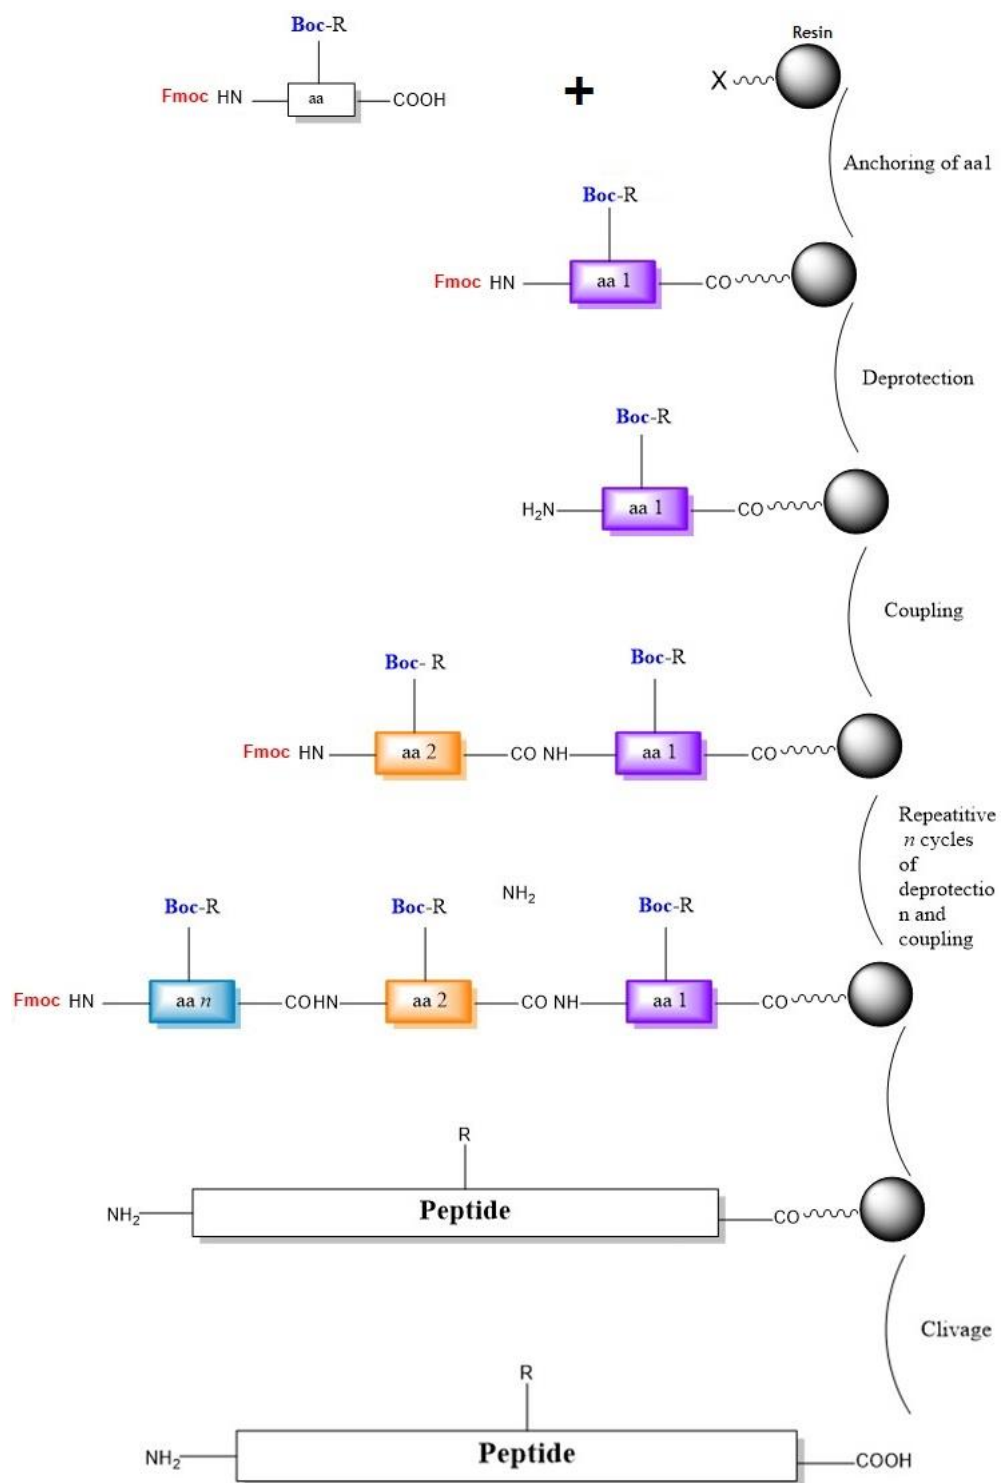 Boc-R
Resin
Fmoc HN aa COOH + X
Anchoring of aa1
Boc-R
Fmoc HN aa 1 CO
Deprotection
Boc-R
H₂N aa 1 CO
Coupling
Boc- R Boc-R
Fmoc HN aa 2 CO NH aa 1 CO
Repeatitive
n cycles
of
deprotectio
n and
coupling
NH₂
Boc-R Boc-R Boc-R
Fmoc HN aa n COHN aa 2 CO NH aa 1 CO
R
NH₂ Peptide CO
Clivage
R
NH₂ Peptide COOH